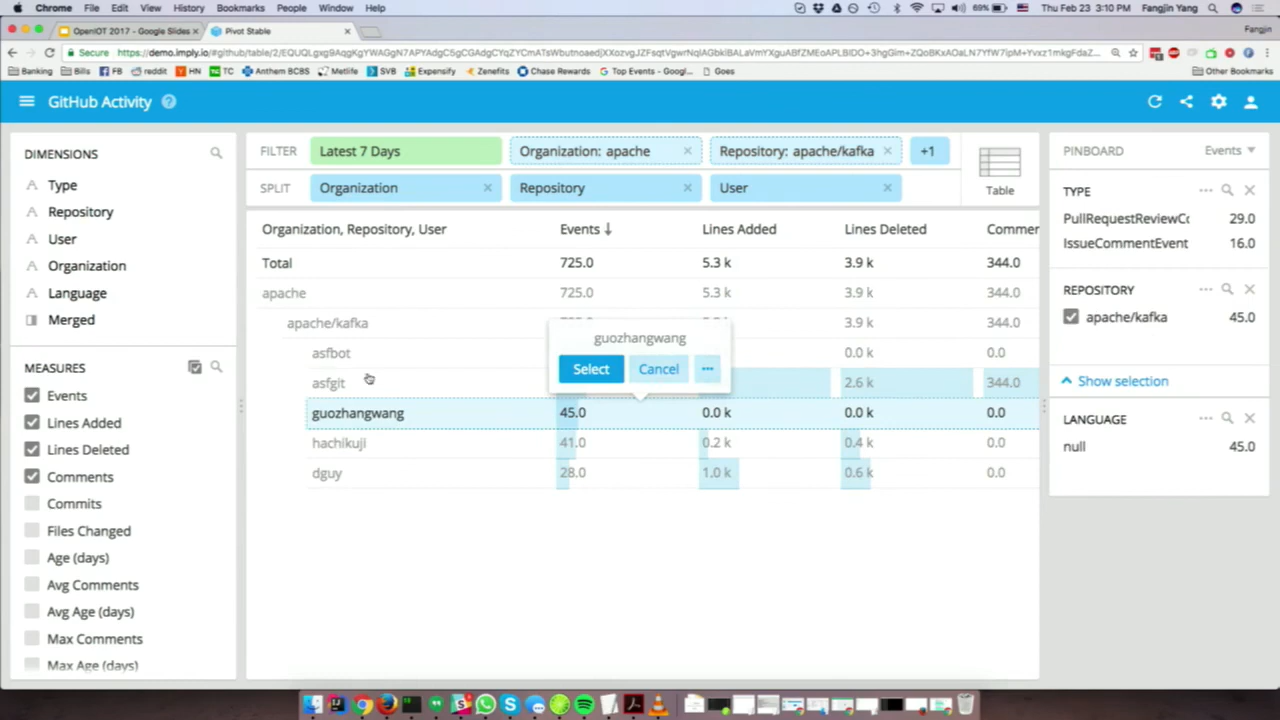 Chrome File Edit View History Bookmarks People Window Help 69% Thu Feb 23 3:10 PM Fangjin Yang
OpenIOT 2017 - Google Slides Pivot Stable Fangjin
Secure
Banking Bills FB reddit HN TC Anthem BCBS Metlife SVB Expensify Zenefits Chase Rewards Top Events - Googl... Goes Other Bookmarks
GitHub Activity ?
DIMENSIONS
A Type
A Repository
A User
A Organization
A Language
Merged
MEASURES
Events
Lines Added
Lines Deleted
Comments
Commits
Files Changed
Age (days)
Avg Comments
Avg Age (days)
Max Comments
Max Age (days)
FILTER Latest 7 Days Organization: apache Repository: apache/kafka +1
SPLIT Organization Repository User
Table
Organization, Repository, User Events Lines Added Lines Deleted Commer
Total 725.0 5.3 k 3.9 k 344.0
apache 725.0 5.3 k 3.9 k 344.0
apache/kafka 3.9 k 344.0
guozhangwang
Select Cancel ...
asfbot 0.0 k 0.0
asfgit 2.6 k 344.0
guozhangwang 45.0 0.0 k 0.0 k 0.0
hachikuji 41.0 0.2 k 0.4 k 0.0
dguy 28.0 1.0 k 0.6 k 0.0
PINBOARD Events
TYPE
PullRequestReviewCo 29.0
IssueCommentEvent 16.0
REPOSITORY
apache/kafka 45.0
Show selection
LANGUAGE
null 45.0